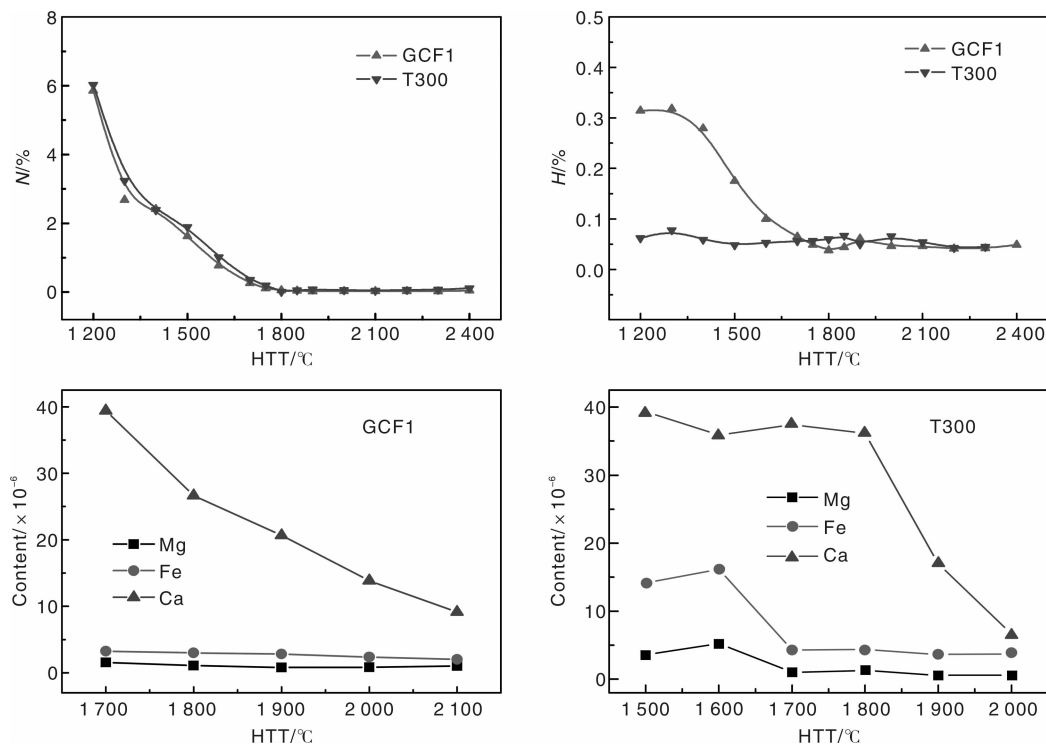 8
6
4
2
0
N/%
GCF1
T300
1 200
1 500
1 800
2 100
2 400
HTT/℃
0.5
0.4
0.3
0.2
0.1
0.0
H/%
GCF1
T300
1 200
1 500
1 800
2 100
2 400
HTT/℃
40
30
20
10
0
Content/×10⁻⁶
GCF1
Mg
Fe
Ca
1 700
1 800
1 900
2 000
2 100
HTT/℃
40
30
20
10
0
Content/×10⁻⁶
T300
Mg
Fe
Ca
1 500
1 600
1 700
1 800
1 900
2 000
HTT/℃